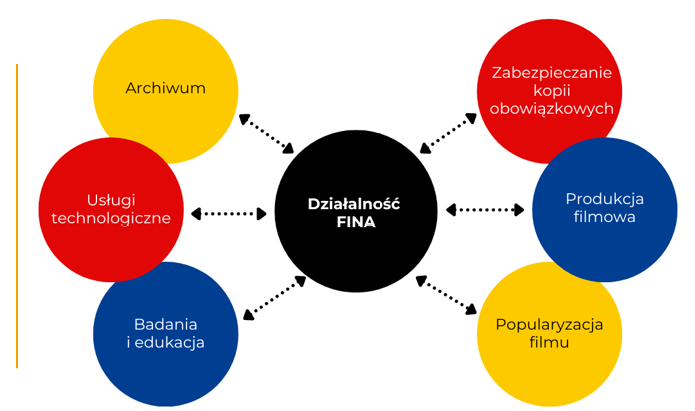 Archiwum
Usługi
technologiczne
Badania
i edukacja
Działalność
FINA
Zabezpieczanie
kopii
obowiązkowych
Produkcja
filmowa
Popularyzacja
filmu